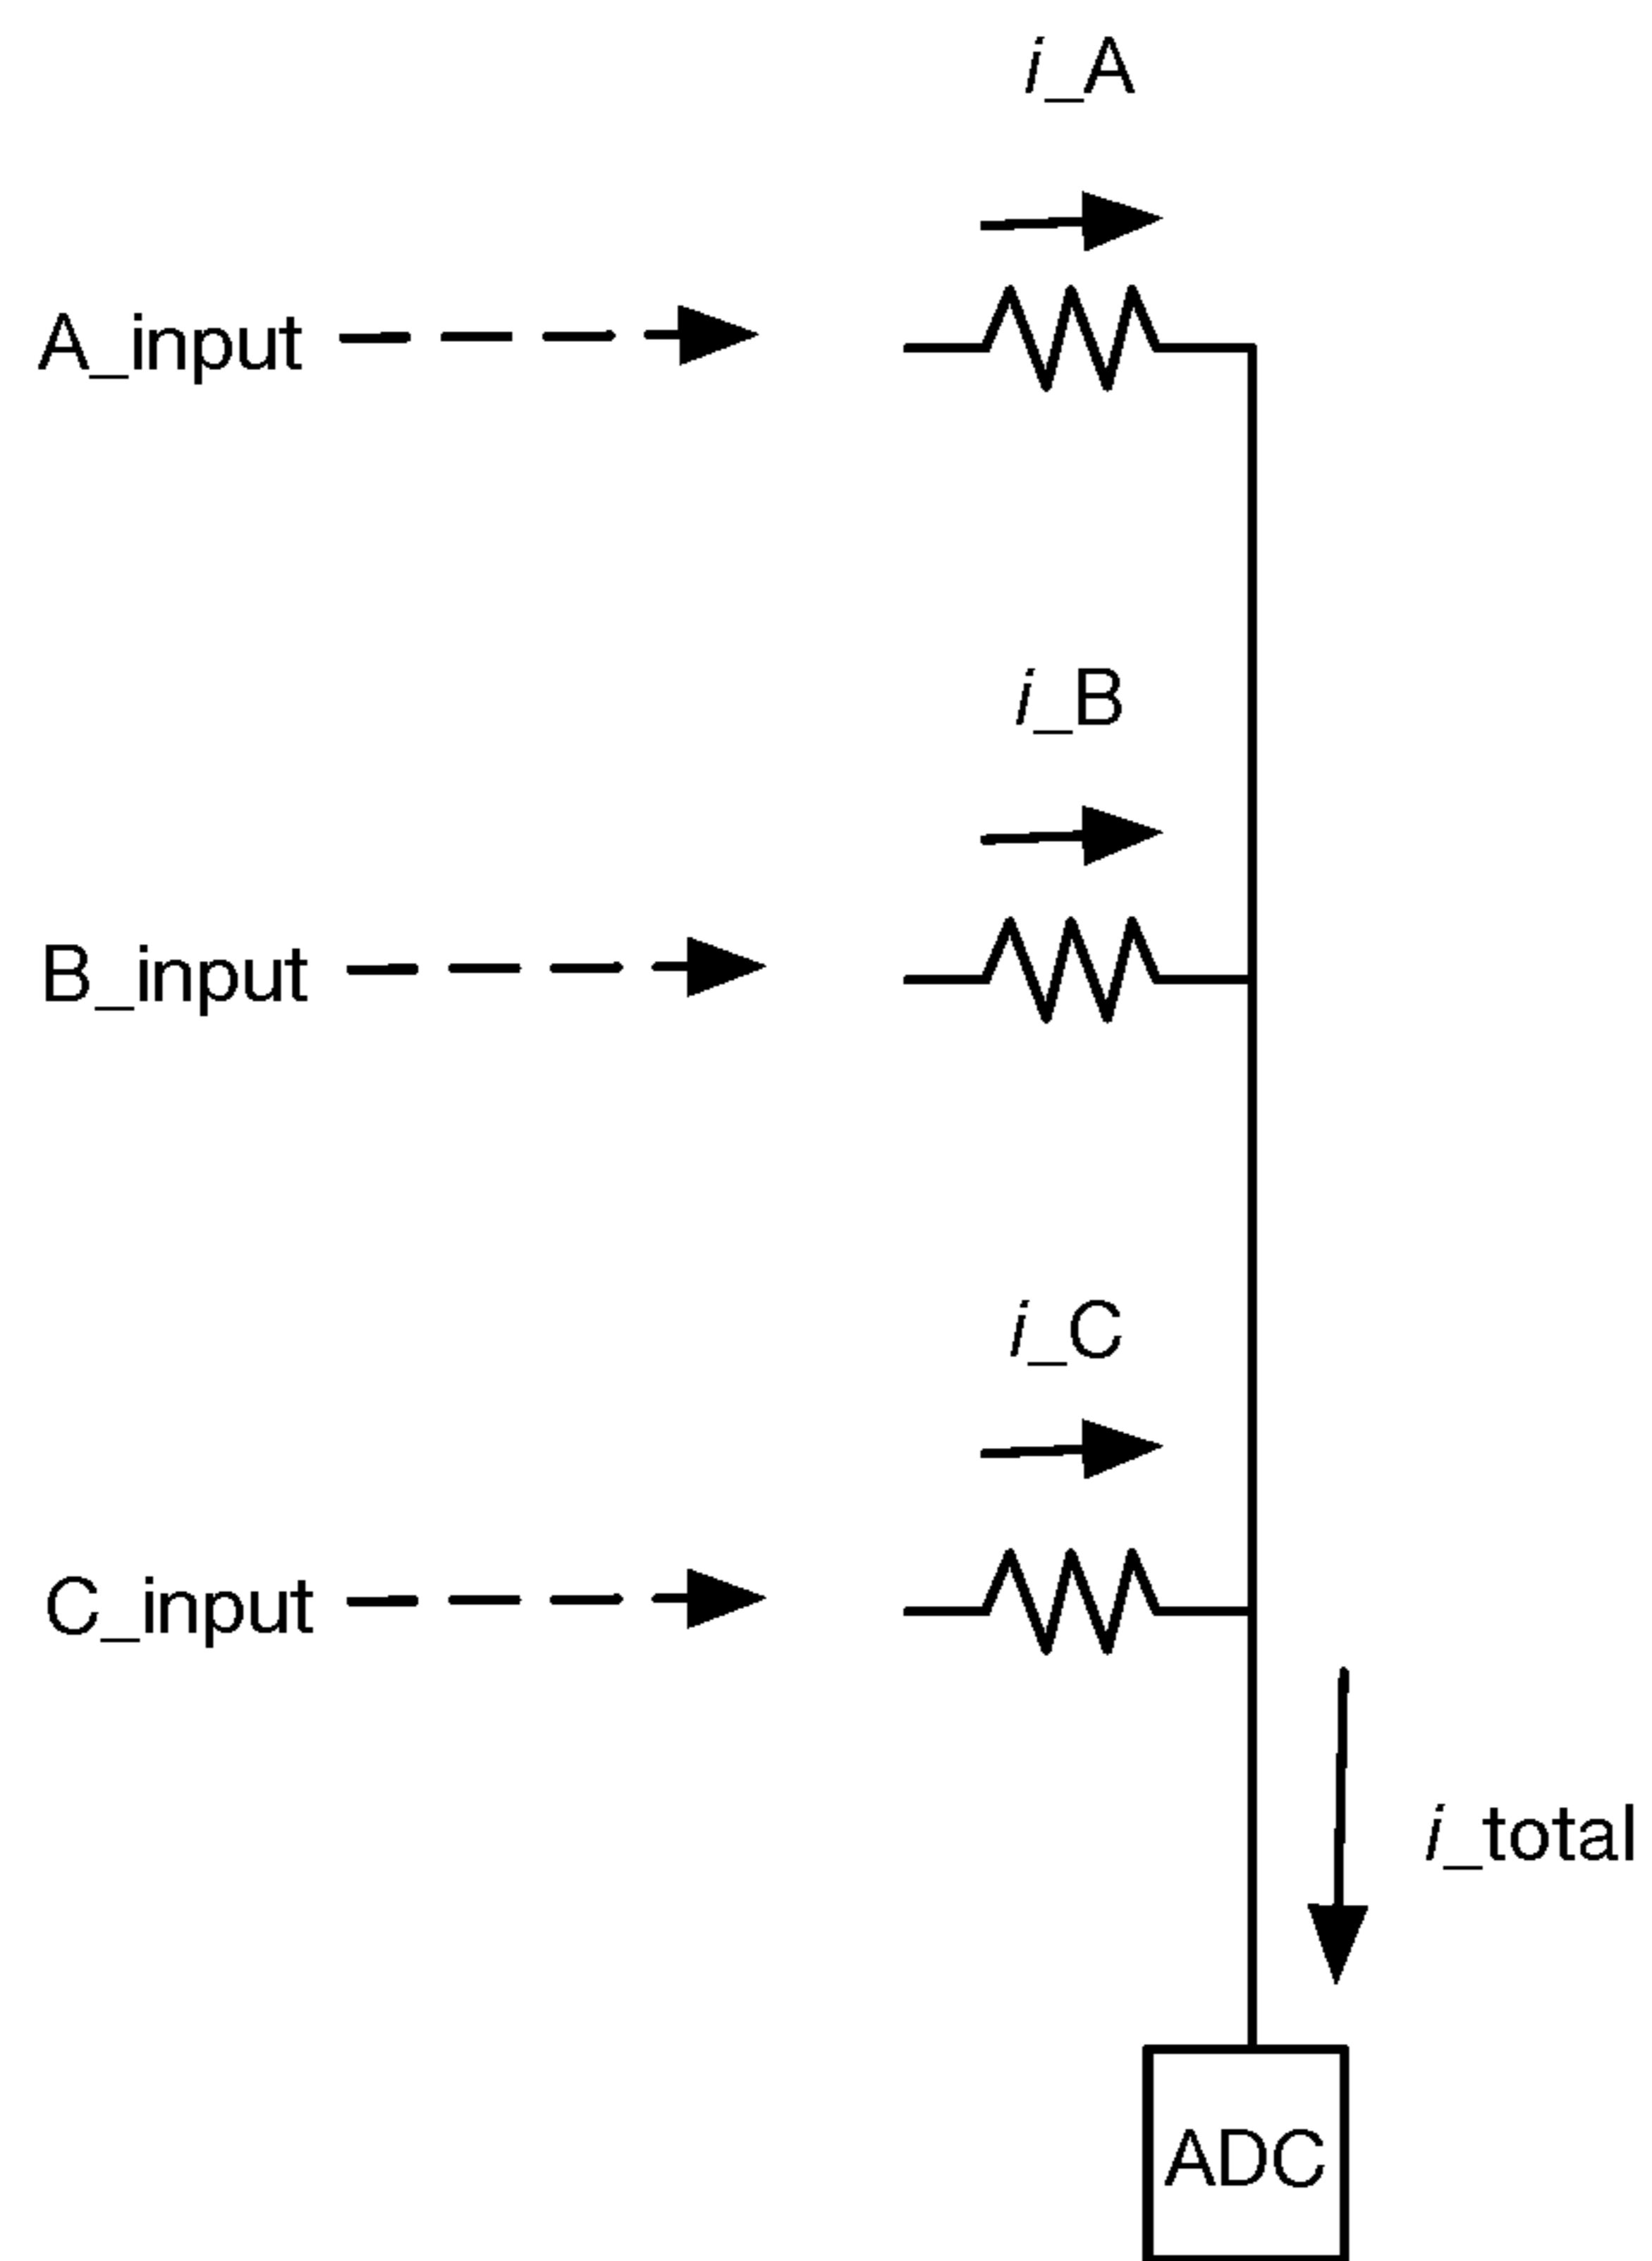 i_A
A_input
i_B
B_input
i_C
C_input
i_total
ADC